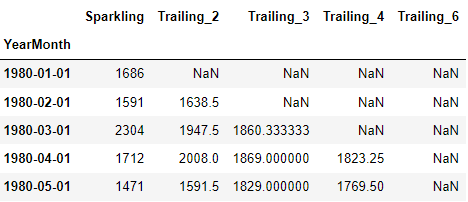 Sparkling Trailing_2 Trailing_3 Trailing_4 Trailing_6
YearMonth
1980-01-01 1686 NaN NaN NaN NaN
1980-02-01 1591 1638.5 NaN NaN NaN
1980-03-01 2304 1947.5 1860.333333 NaN NaN
1980-04-01 1712 2008.0 1869.000000 1823.25 NaN
1980-05-01 1471 1591.5 1829.000000 1769.50 NaN